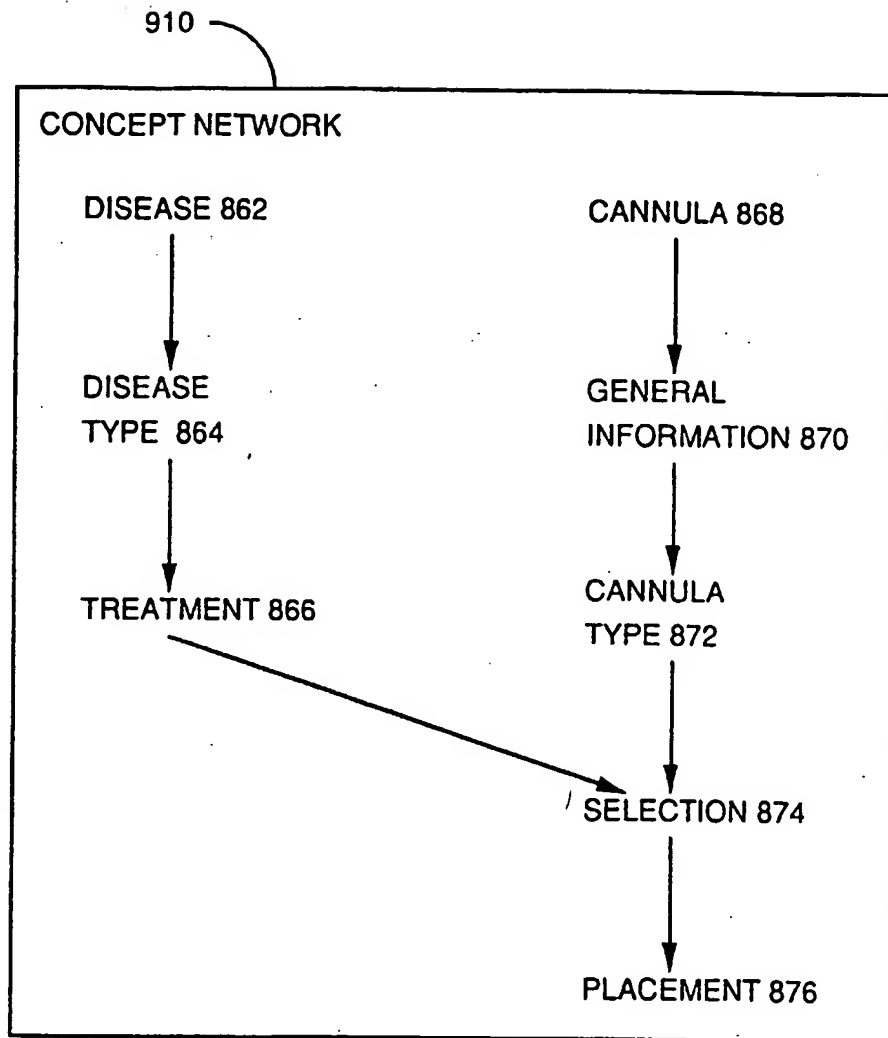 910
CONCEPT NETWORK
DISEASE 862
CANNULA 868
DISEASE
TYPE 864
GENERAL
INFORMATION 870
TREATMENT 866
CANNULA
TYPE 872
SELECTION 874
PLACEMENT 876